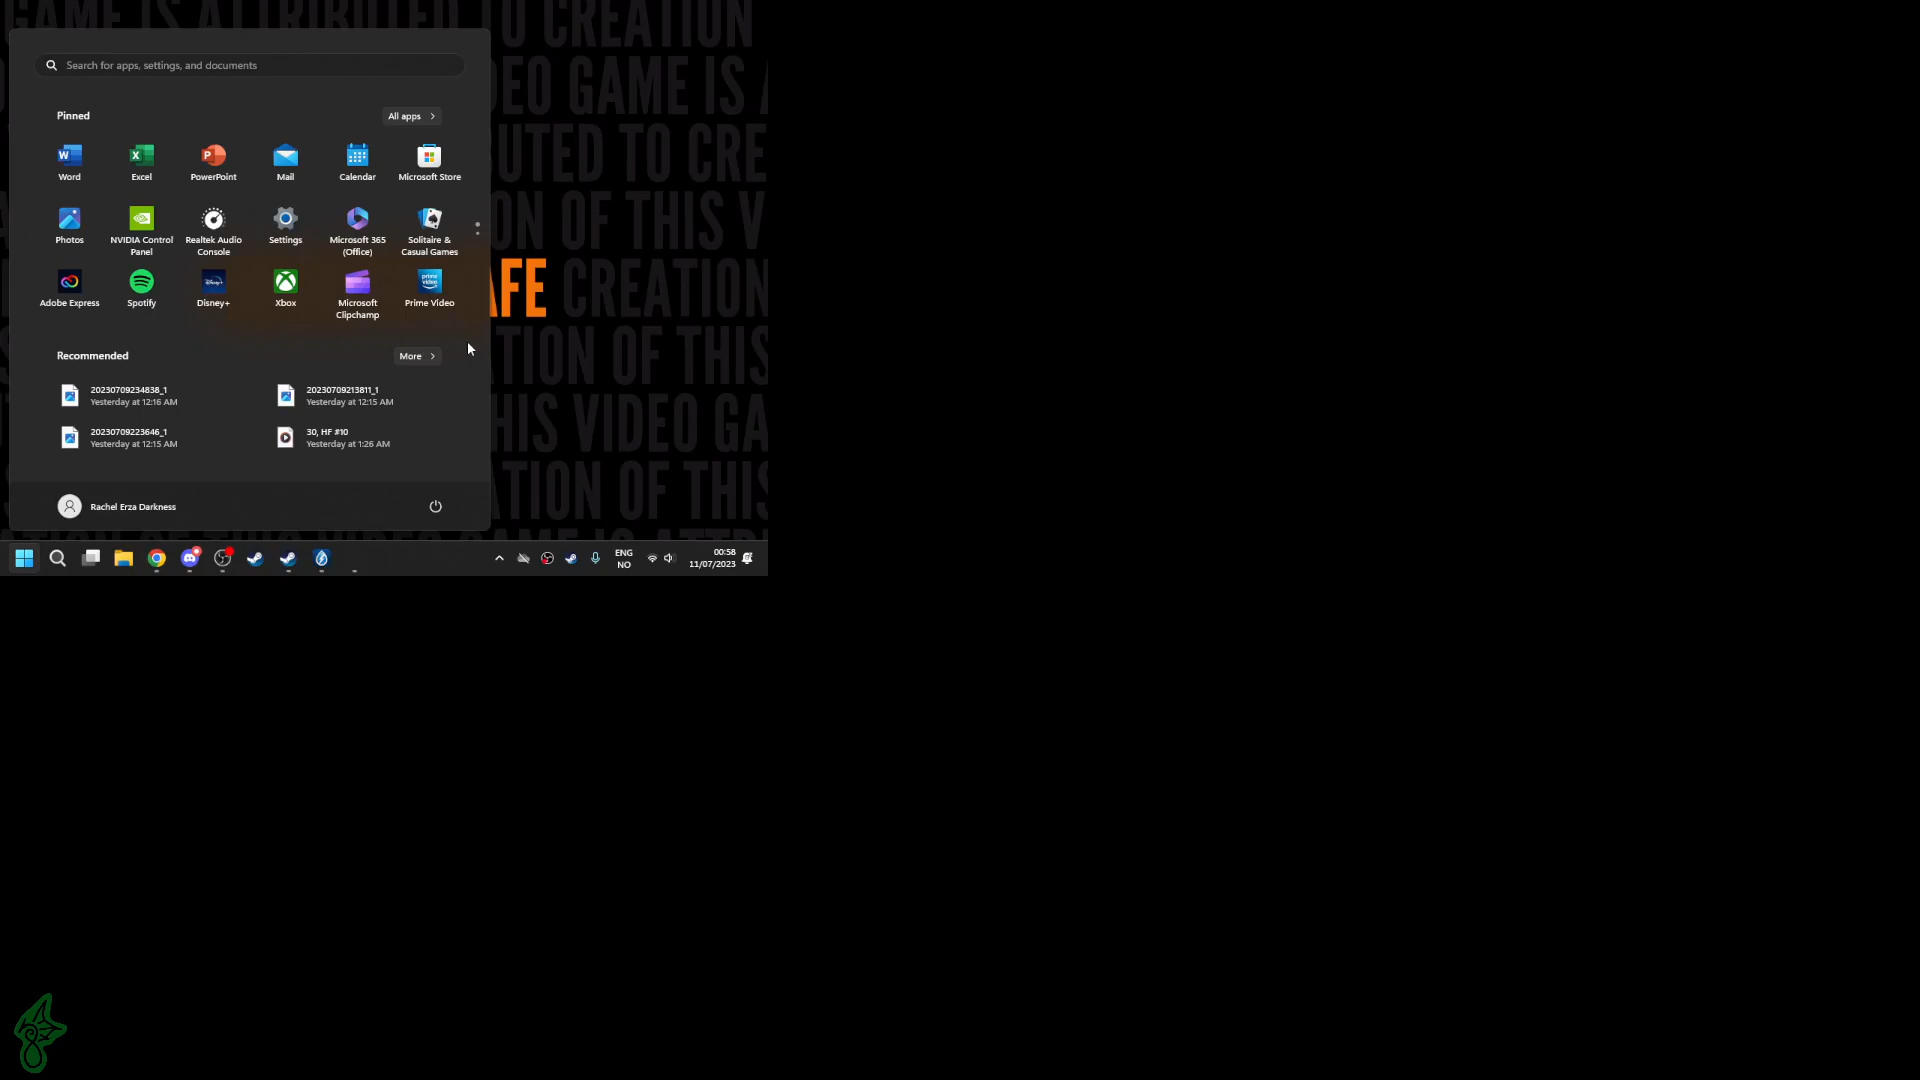 GAME IS ATTRIBUTED TO CREATION
Search for apps, settings, and documents
DEO GAME IS A
Pinned
All apps
UTED TO CRE
Word
Excel
PowerPoint
Mail
Calendar
Microsoft Store
ON OF THIS V
Photos
NVIDIA Control
Panel
Realtek Audio
Console
Settings
Microsoft 365
(Office)
Solitaire &
Casual Games
AFE CREATION
Adobe Express
Spotify
Disney+
Xbox
Microsoft
Clipchamp
prime video
Prime Video
TION OF THIS
Recommended
More
20230709234838_1
Yesterday at 12:16 AM
20230709213811_1
Yesterday at 12:15 AM
HIS VIDEO GA
20230709223646_1
Yesterday at 12:15 AM
30, HF #10
Yesterday at 1:26 AM
TION OF THIS
Rachel Erza Darkness
ENG
NO
00:58
11/07/2023